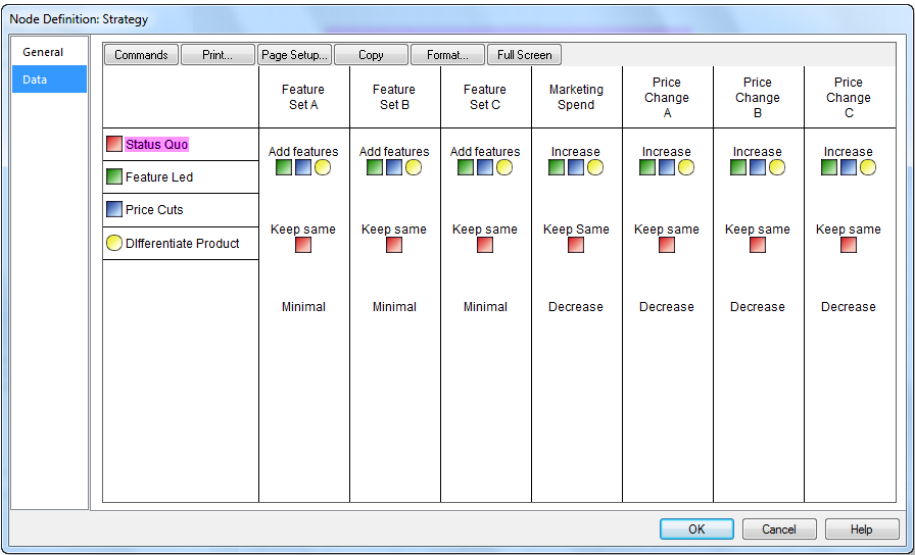 Node Definition: Strategy
General
Data
Commands Print... Page Setup... Copy Format... Full Screen
Feature
Set A
Feature
Set B
Feature
Set C
Marketing
Spend
Price
Change
A
Price
Change
B
Price
Change
C
Status Quo
Feature Led
Price Cuts
DIfferentiate Product
Add features Add features Add features Increase Increase Increase Increase
Keep same Keep same Keep same Keep Same Keep same Keep same Keep same
Minimal Minimal Minimal Decrease Decrease Decrease Decrease
OK Cancel Help